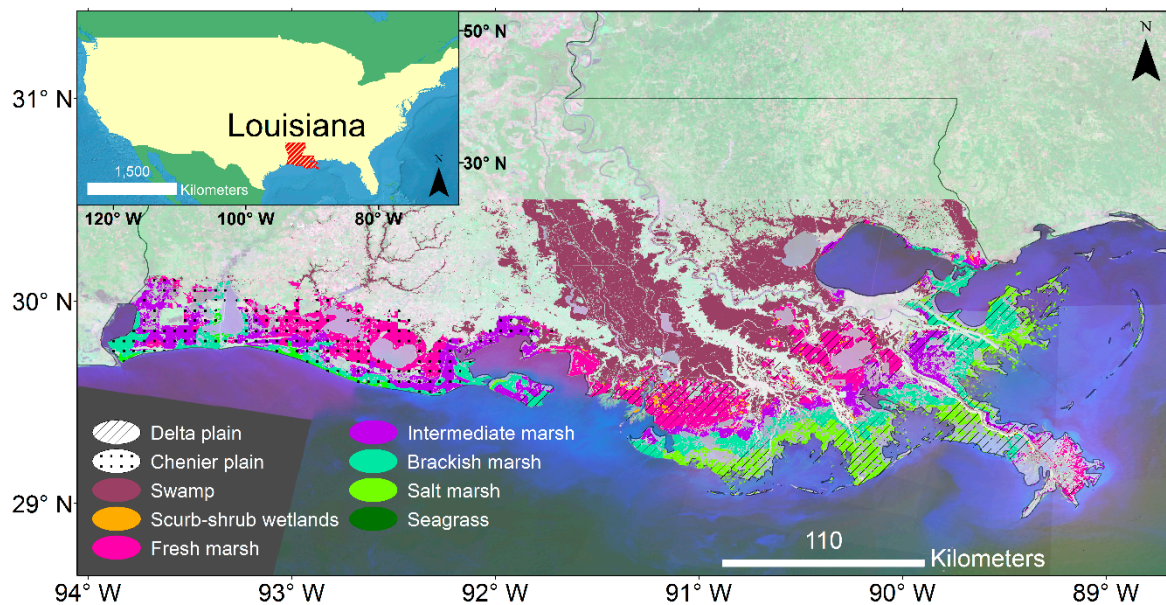 N
50° N
31° N
Louisiana
30° N
1,500
Kilometers
N
120° W 100° W 80° W
30° N
Delta plain
Chenier plain
Swamp
Scurb-shrub wetlands
Fresh marsh
Intermediate marsh
Brackish marsh
Salt marsh
Seagrass
29° N
110
Kilometers
94° W 93° W 92° W 91° W 90° W 89° W